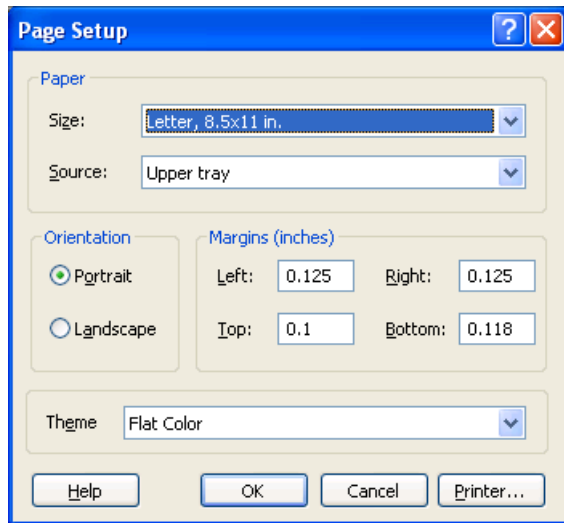 Page Setup
Paper
Size: Letter, 8.5x11 in.
Source: Upper tray
Orientation
Portrait
Landscape
Margins (inches)
Left: 0.125 Right: 0.125
Top: 0.1 Bottom: 0.118
Theme Flat Color
Help OK Cancel Printer...